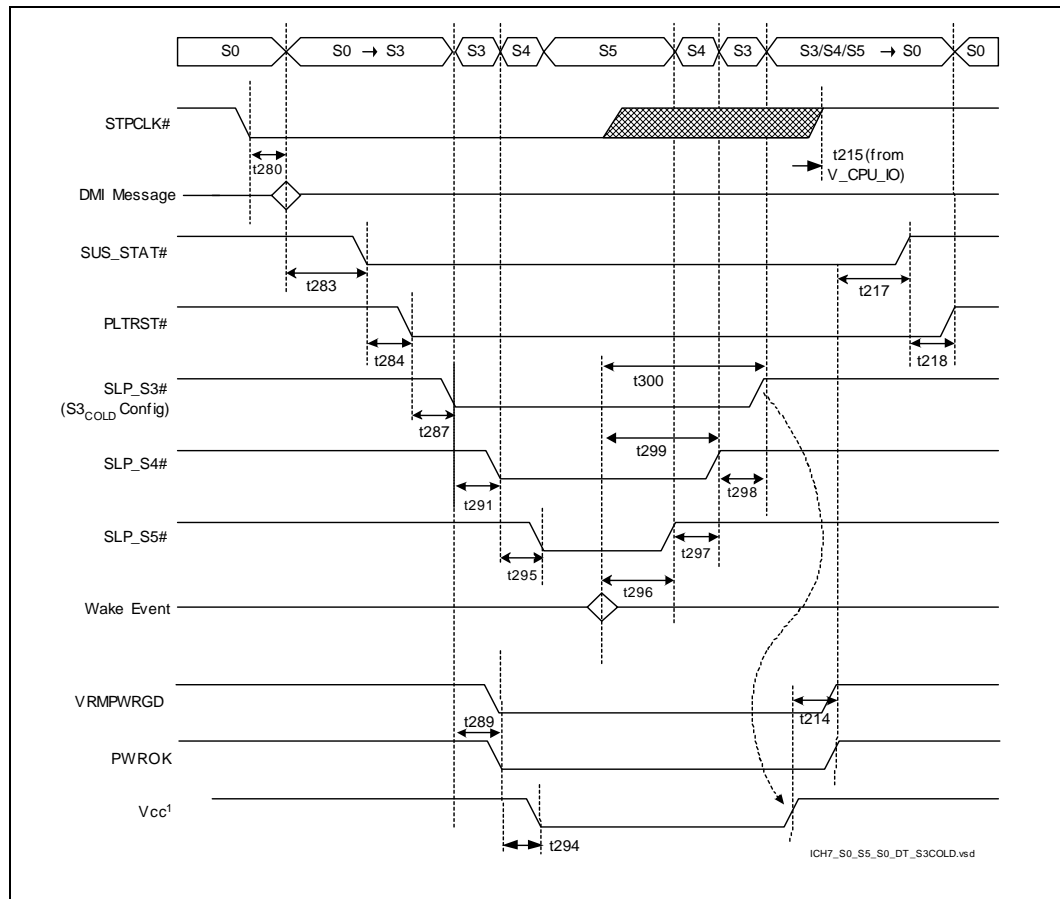 S0 S0 → S3 S3 S4 S5 S4 S3 S3/S4/S5 → S0 S0
STPCLK#
t280
t215 (from
V_CPU_IO)
DMI Message
SUS_STAT#
t283
t217
PLTRST#
t284
t218
SLP_S3#
(S3COLD Config)
t287
t300
SLP_S4#
t291
t299
t298
SLP_S5#
t295
t297
t296
Wake Event
VRMPWRGD
t289
t214
PWROK
Vcc¹
t294
ICH7_S0_S5_S0_DT_S3COLD.vsd